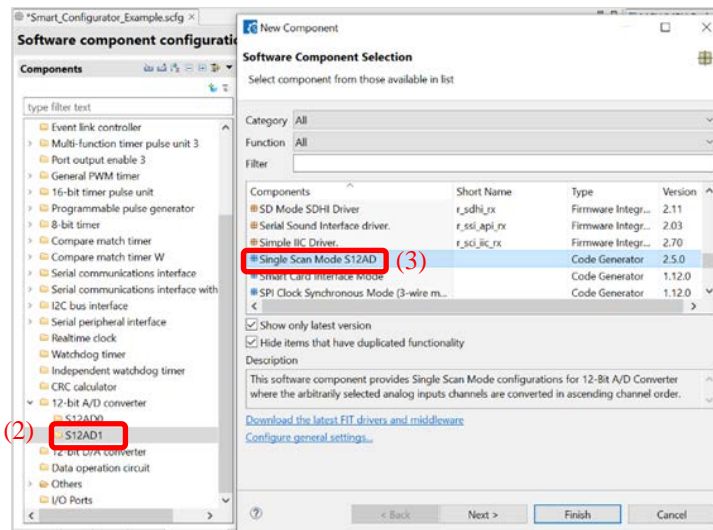 *Smart_Configurator_Example.scfg
Software component configuratio
Components
type filter text
Event link controller
Multi-function timer pulse unit 3
Port output enable 3
General PWM timer
16-bit timer pulse unit
Programmable pulse generator
8-bit timer
Compare match timer
Compare match timer W
Serial communications interface
Serial communications interface with
I2C bus interface
Serial peripheral interface
Realtime clock
Watchdog timer
Independent watchdog timer
CRC calculator
12-bit A/D converter
S12AD0
(2) S12AD1
12-bit D/A converter
Data operation circuit
Others
I/O Ports
New Component
Software Component Selection
Select component from those available in list
Category All
Function All
Filter
Components Short Name Type Version
SD Mode SDHI Driver r_sdhi_rx Firmware Integr... 2.11
Serial Sound Interface driver. r_ssi_api_rx Firmware Integr... 2.03
Simple IIC Driver. r_sci_iic_rx Firmware Integr... 2.70
Single Scan Mode S12AD (3) Code Generator 2.5.0
Smart Card Interface Mode Code Generator 1.12.0
SPI Clock Synchronous Mode (3-wire m... Code Generator 1.12.0
Show only latest version
Hide items that have duplicated functionality
Description
This software component provides Single Scan Mode configurations for 12-Bit A/D Converter
where the arbitrarily selected analog inputs channels are converted in ascending channel order.
Download the latest FIT drivers and middleware
Configure general settings...
< Back Next > Finish Cancel